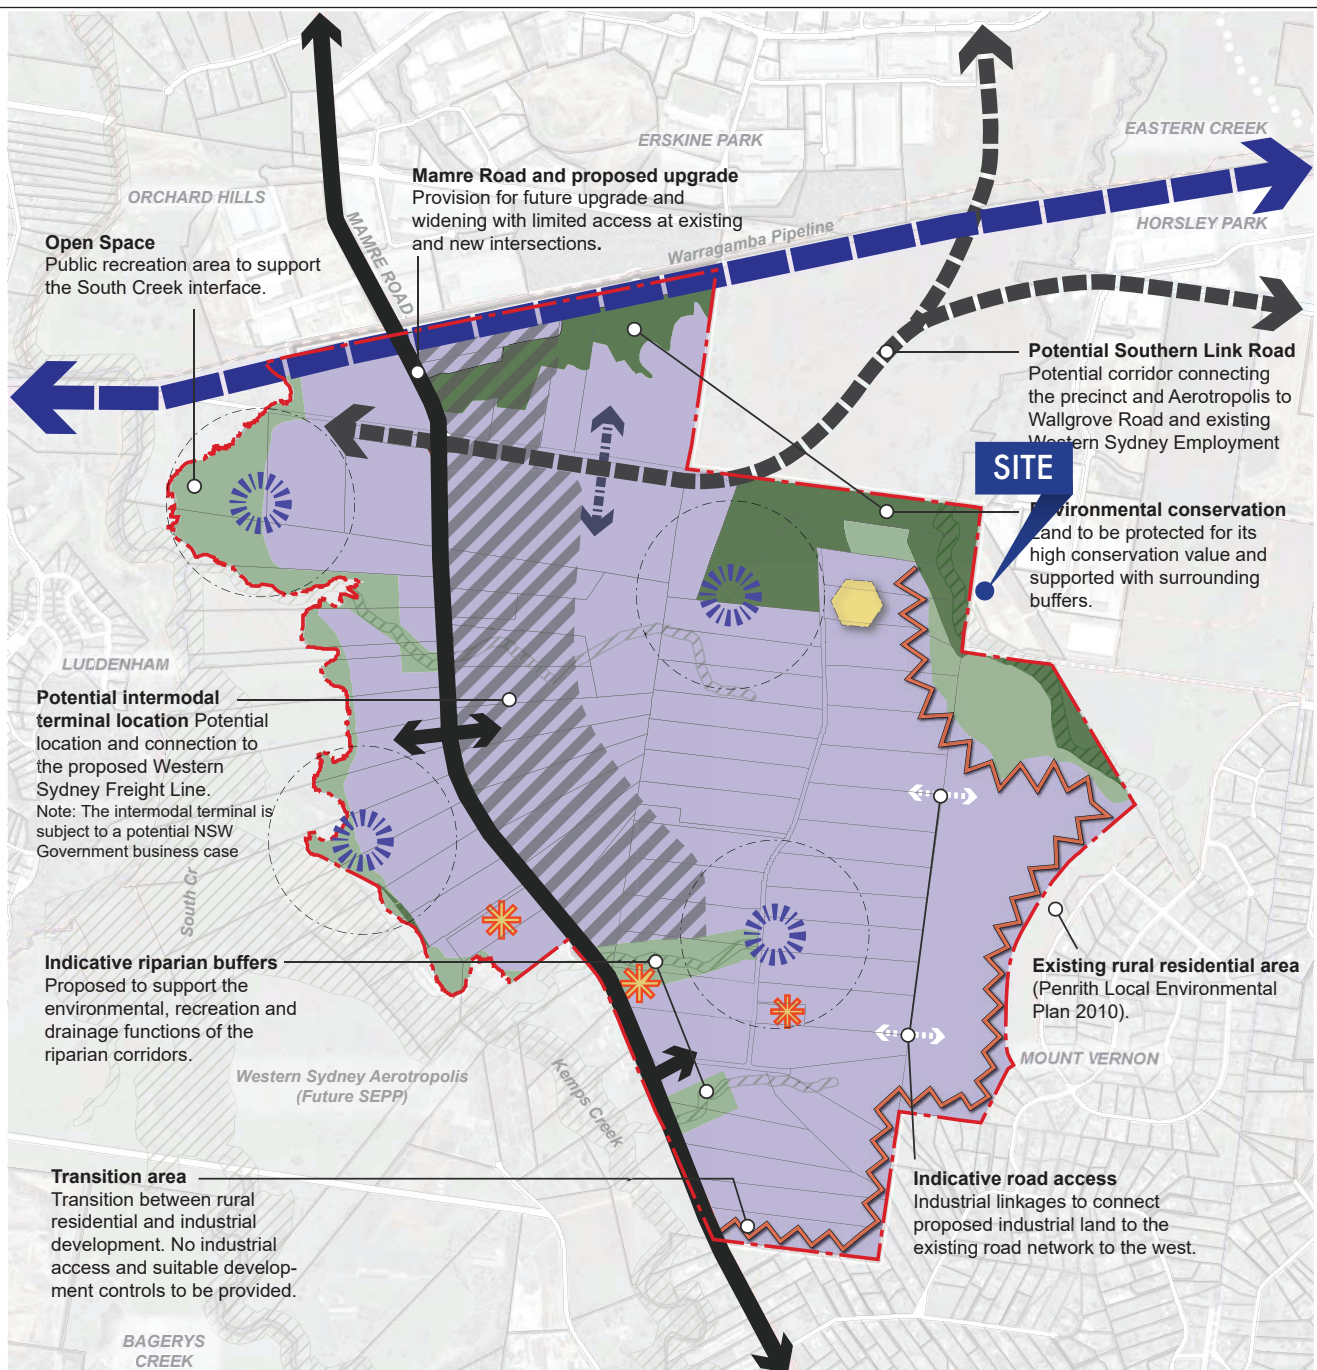 ERSKINE PARK
EASTERN CREEK
ORCHARD HILLS
Mamre Road and proposed upgrade
Provision for future upgrade and
widening with limited access at existing
and new intersections.
HORSLEY PARK
MAMRE ROAD
Warragamba Pipeline
Open Space
Public recreation area to support
the South Creek interface.
Potential Southern Link Road
Potential corridor connecting
the precinct and Aerotropolis to
Wallgrove Road and existing
Western Sydney Employment
SITE
Environmental conservation
Land to be protected for its
high conservation value and
supported with surrounding
buffers.
LUDDENHAM
Potential intermodal
terminal location Potential
location and connection to
the proposed Western
Sydney Freight Line.
Note: The intermodal terminal is
subject to a potential NSW
Government business case
South Cr
Indicative riparian buffers
Proposed to support the
environmental, recreation and
drainage functions of the
riparian corridors.
Existing rural residential area
(Penrith Local Environmental
Plan 2010).
MOUNT VERNON
Western Sydney Aerotropolis
(Future SEPP)
Kemps Creek
Transition area
Transition between rural
residential and industrial
development. No industrial
access and suitable develop-
ment controls to be provided.
Indicative road access
Industrial linkages to connect
proposed industrial land to the
existing road network to the west.
BAGERYS
CREEK